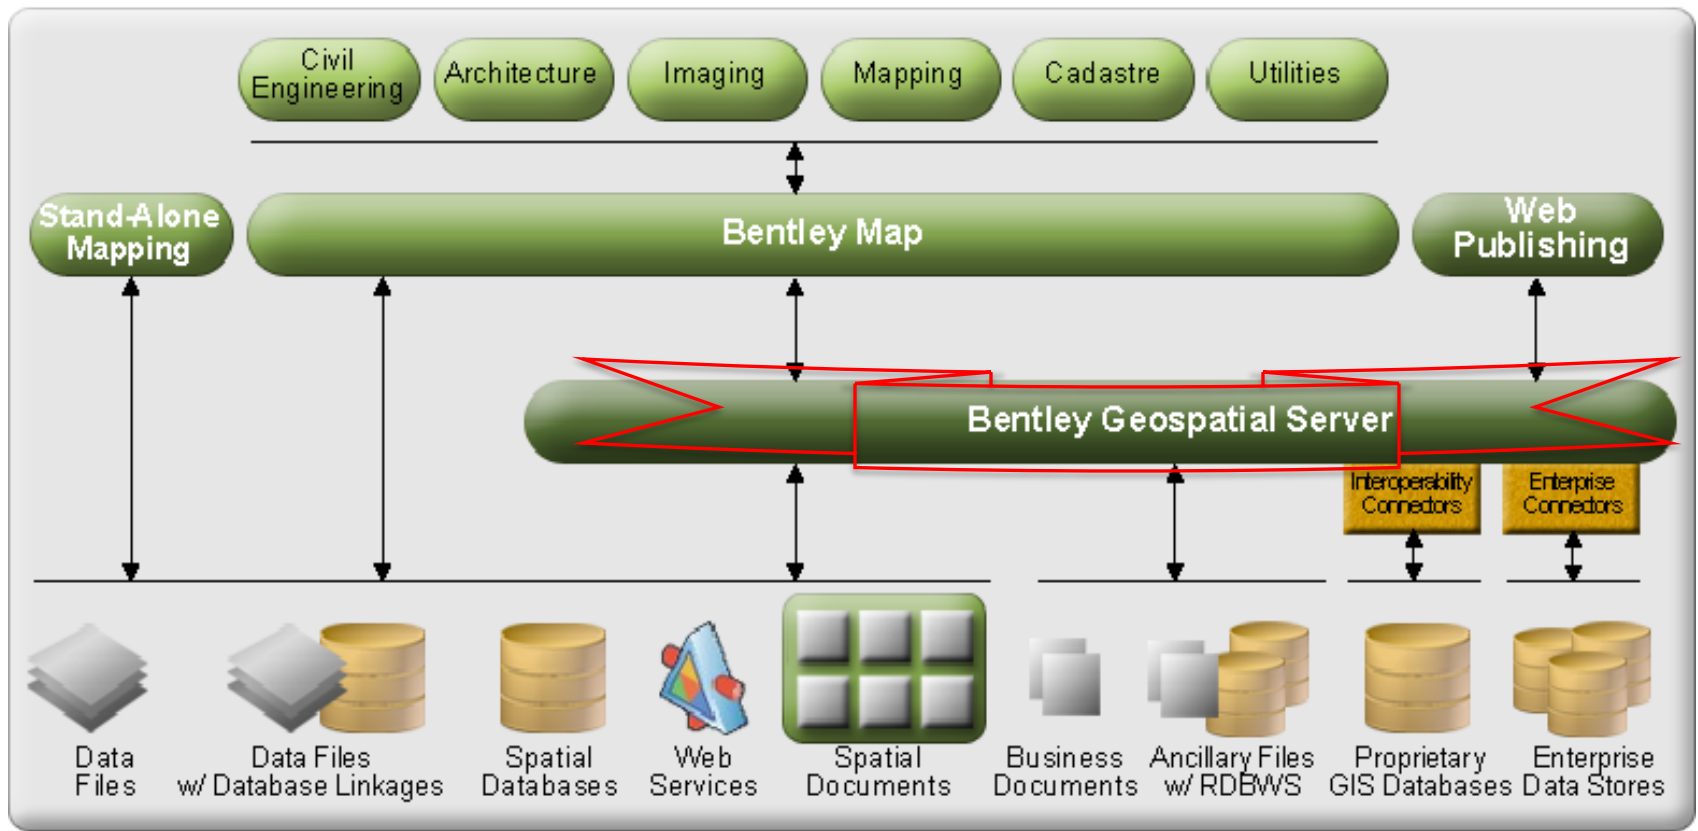 Civil
Engineering
Architecture
Imaging
Mapping
Cadastre
Utilities
Stand-Alone
Mapping
Bentley Map
Web
Publishing
Bentley Geospatial Server
Interoperability
Connectors
Enterprise
Connectors
Data
Files
Data Files
w/ Database Linkages
Spatial
Databases
Web
Services
Spatial
Documents
Business
Documents
Ancillary Files
w/ RDBWS
Proprietary
GIS Databases
Enterprise
Data Stores